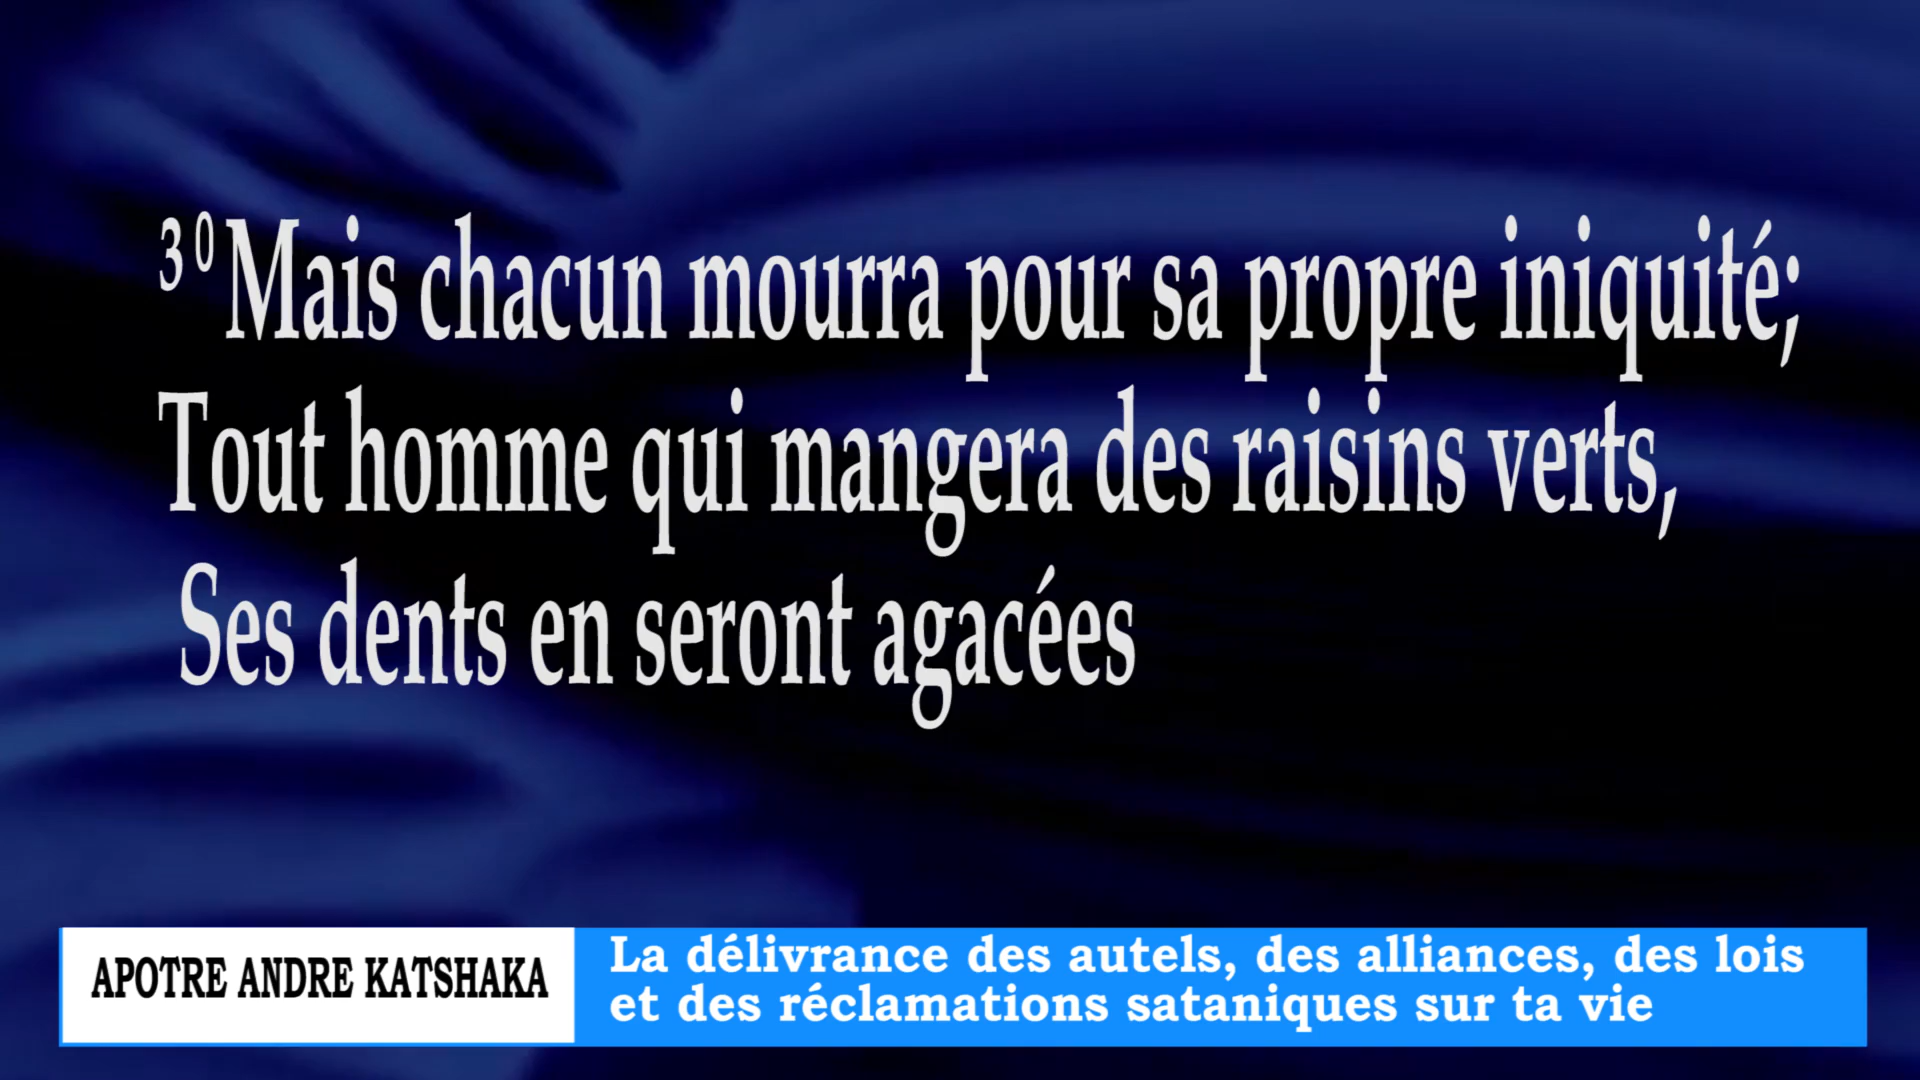 ³⁰Mais chacun mourra pour sa propre iniquité;
Tout homme qui mangera des raisins verts,
Ses dents en seront agacées
APOTRE ANDRE KATSHAKA
La délivrance des autels, des alliances, des lois
et des réclamations sataniques sur ta vie